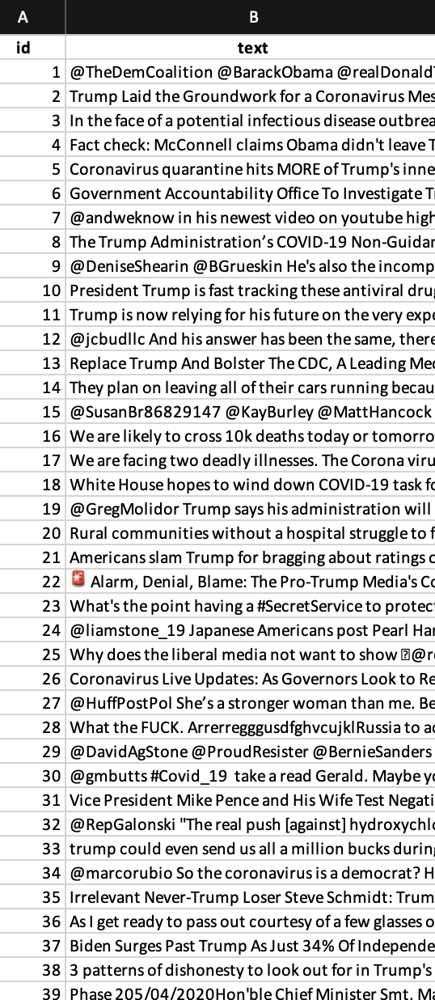 A B
id text
1 @TheDemCoalition @BarackObama @realDonaldT
2 Trump Laid the Groundwork for a Coronavirus Mes
3 In the face of a potential infectious disease outbrea
4 Fact check: McConnell claims Obama didn't leave T
5 Coronavirus quarantine hits MORE of Trump's inne
6 Government Accountability Office To Investigate Tr
7 @andweknow in his newest video on youtube high
8 The Trump Administration’s COVID-19 Non-Guidan
9 @DeniseShearin @BGrueskin He's also the incomp
10 President Trump is fast tracking these antiviral drug
11 Trump is now relying for his future on the very expe
12 @jcbudllc And his answer has been the same, there
13 Replace Trump And Bolster The CDC, A Leading Med
14 They plan on leaving all of their cars running becau
15 @SusanBr86829147 @KayBurley @MattHancock
16 We are likely to cross 10k deaths today or tomorro
17 We are facing two deadly illnesses. The Corona viru
18 White House hopes to wind down COVID-19 task fo
19 @GregMolidor Trump says his administration will
20 Rural communities without a hospital struggle to f
21 Americans slam Trump for bragging about ratings o
22 🚨 Alarm, Denial, Blame: The Pro-Trump Media's Co
23 What's the point having a #SecretService to protect
24 @liamstone_19 Japanese Americans post Pearl Har
25 Why does the liberal media not want to show @re
26 Coronavirus Live Updates: As Governors Look to Re
27 @HuffPostPol She’s a stronger woman than me. Be
28 What the FUCK. ArrerregggusdfghvcujklRussia to ad
29 @DavidAgStone @ProudResister @BernieSanders
30 @gmbutts #Covid_19 take a read Gerald. Maybe yo
31 Vice President Mike Pence and His Wife Test Negati
32 @RepGalonski "The real push [against] hydroxychlo
33 trump could even send us all a million bucks during
34 @marcorubio So the coronavirus is a democrat? H
35 Irrelevant Never-Trump Loser Steve Schmidt: Trum
36 As I get ready to pass out courtesy of a few glasses o
37 Biden Surges Past Trump As Just 34% Of Independe
38 3 patterns of dishonesty to look out for in Trump's
39 Phase 205/04/2020Hon'ble Chief Minister Smt. Ma